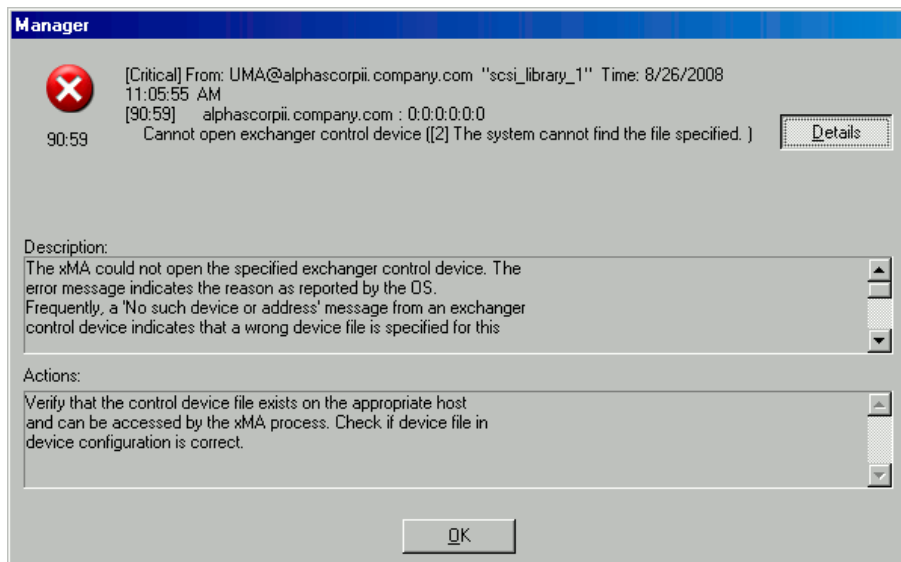 Manager
[Critical] From: UMA@alphascorpii.company.com "scsi_library_1" Time: 8/26/2008
11:05:55 AM
[90:59] alphascorpii.company.com : 0:0:0:0:0:0
Cannot open exchanger control device ([2] The system cannot find the file specified. )
90:59
Details
Description:
The xMA could not open the specified exchanger control device. The
error message indicates the reason as reported by the OS.
Frequently, a 'No such device or address' message from an exchanger
control device indicates that a wrong device file is specified for this
Actions:
Verify that the control device file exists on the appropriate host
and can be accessed by the xMA process. Check if device file in
device configuration is correct.
OK